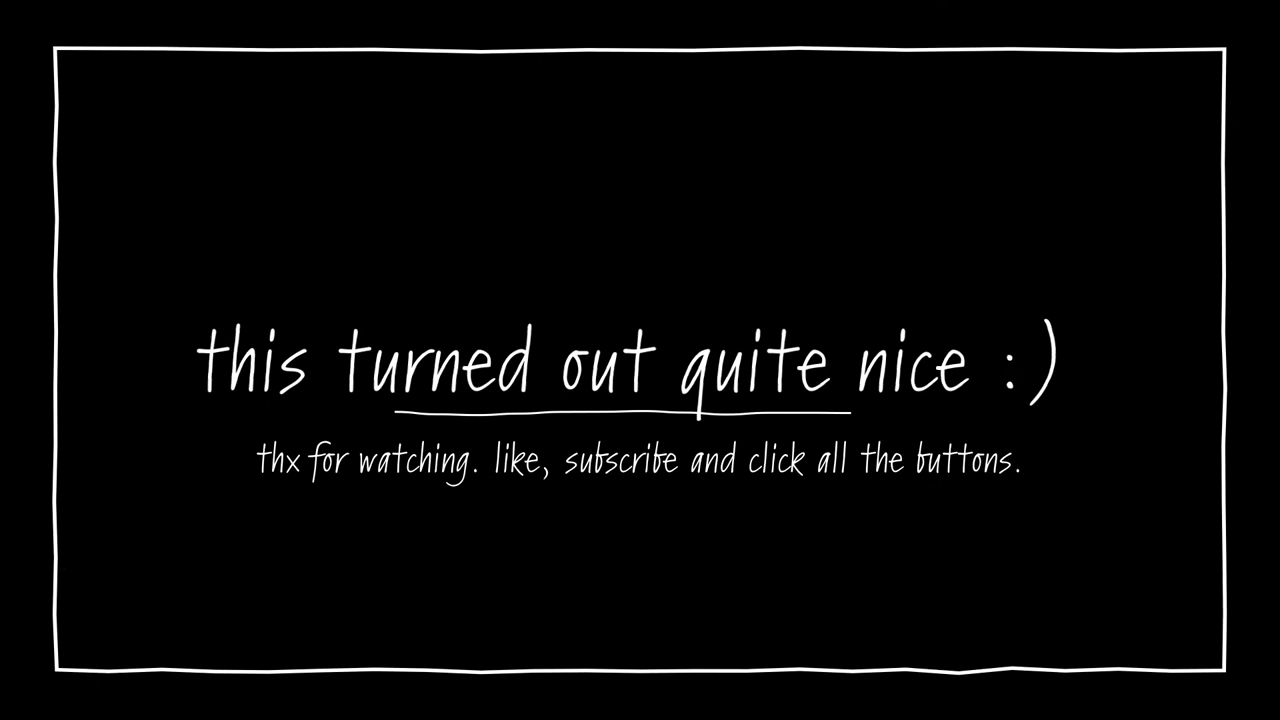 this turned out quite nice :)
thx for watching. like, subscribe and click all the buttons.